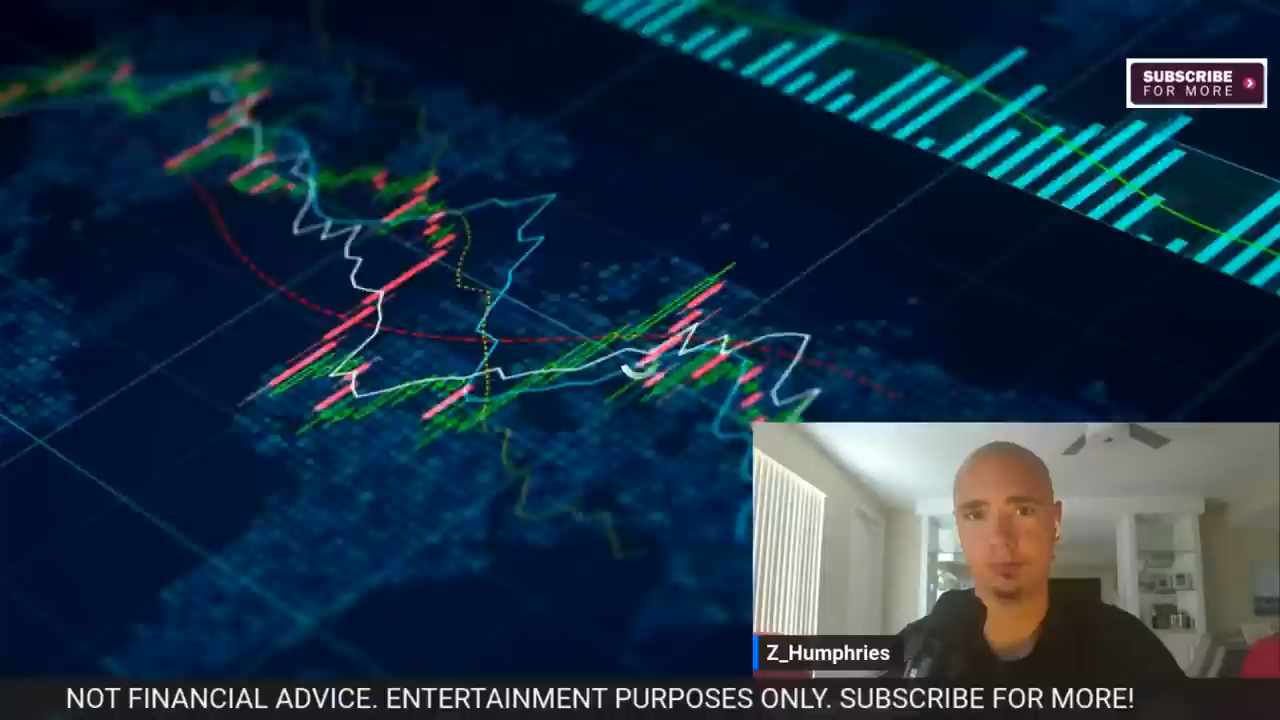 SUBSCRIBE
FOR MORE
Z_Humphries
NOT FINANCIAL ADVICE. ENTERTAINMENT PURPOSES ONLY. SUBSCRIBE FOR MORE!